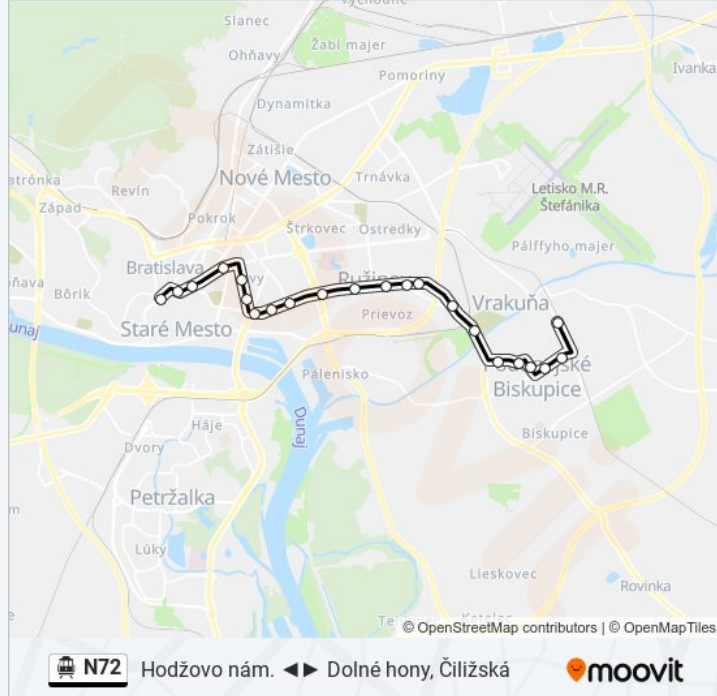 Slanec
Ohňavy
Žabí majer
Pomoriny
Ivanka
Dynamitka
Zátišie
Nové Mesto
Trnávka
atrónka
Revín
Letisko M.R.
Štefánika
Západ
Pokrok
Štrkovec
Ostredky
Pálffyho majer
Bratislava
Bôrik
Vrakuňa
Prievoz
Staré Mesto
Dunaj
Pálenisko
Biskupice
Háje
Dvory
Biskupice
Petržalka
Lúky
Lieskovec
Rovinka
© OpenStreetMap contributors | © OpenMapTiles
N72 Hodžovo nám. ◄► Dolné hony, Čiližská moovit